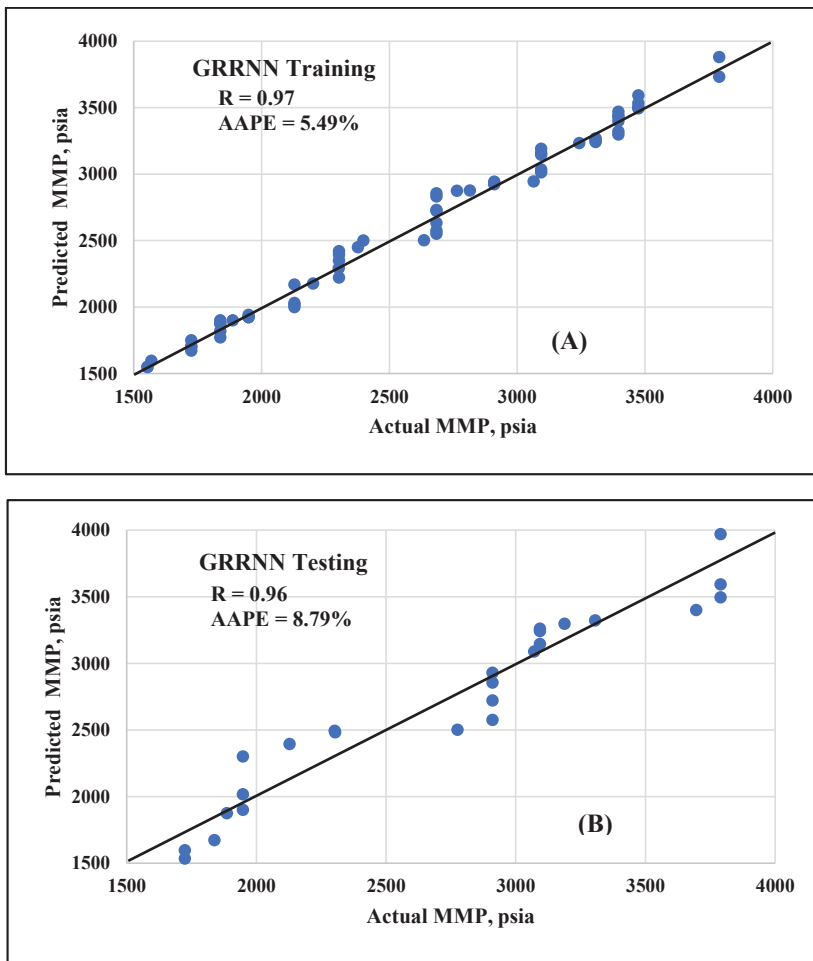 4000
GRRNN Training
R = 0.97
3500
AAPE = 5.49%
3000
Predicted MMP, psia
2500
2000
(A)
1500
1500 2000 2500 3000 3500 4000
Actual MMP, psia
4000
GRRNN Testing
3500
R = 0.96
AAPE = 8.79%
3000
Predicted MMP, psia
2500
2000
(B)
1500
1500 2000 2500 3000 3500 4000
Actual MMP, psia